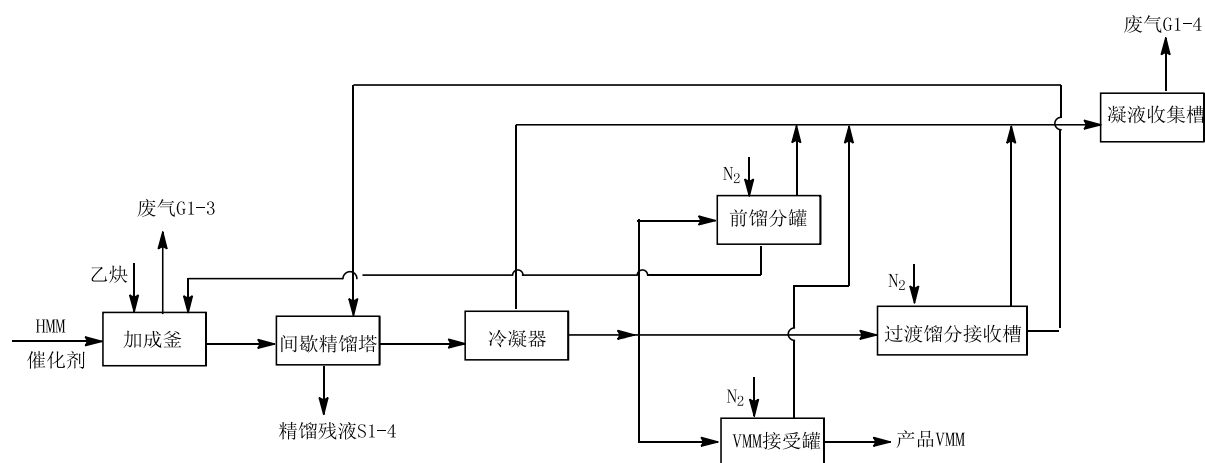 废气G1-4
凝液收集槽
N2
前馏分罐
废气G1-3
乙炔
N2
HMM
加成釜
间歇精馏塔
冷凝器
过渡馏分接收槽
催化剂
N2
精馏残液S1-4
VMM接受罐
产品VMM